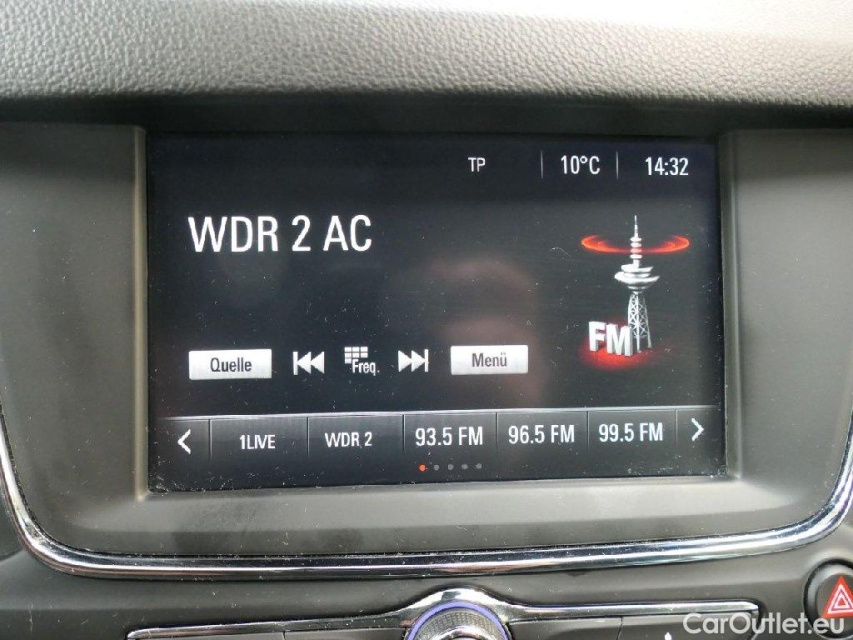 TP 10°C 14:32
WDR 2 AC
FM
Quelle Freq. Menü
1LIVE WDR 2 93.5 FM 96.5 FM 99.5 FM
CarOutlet.eu